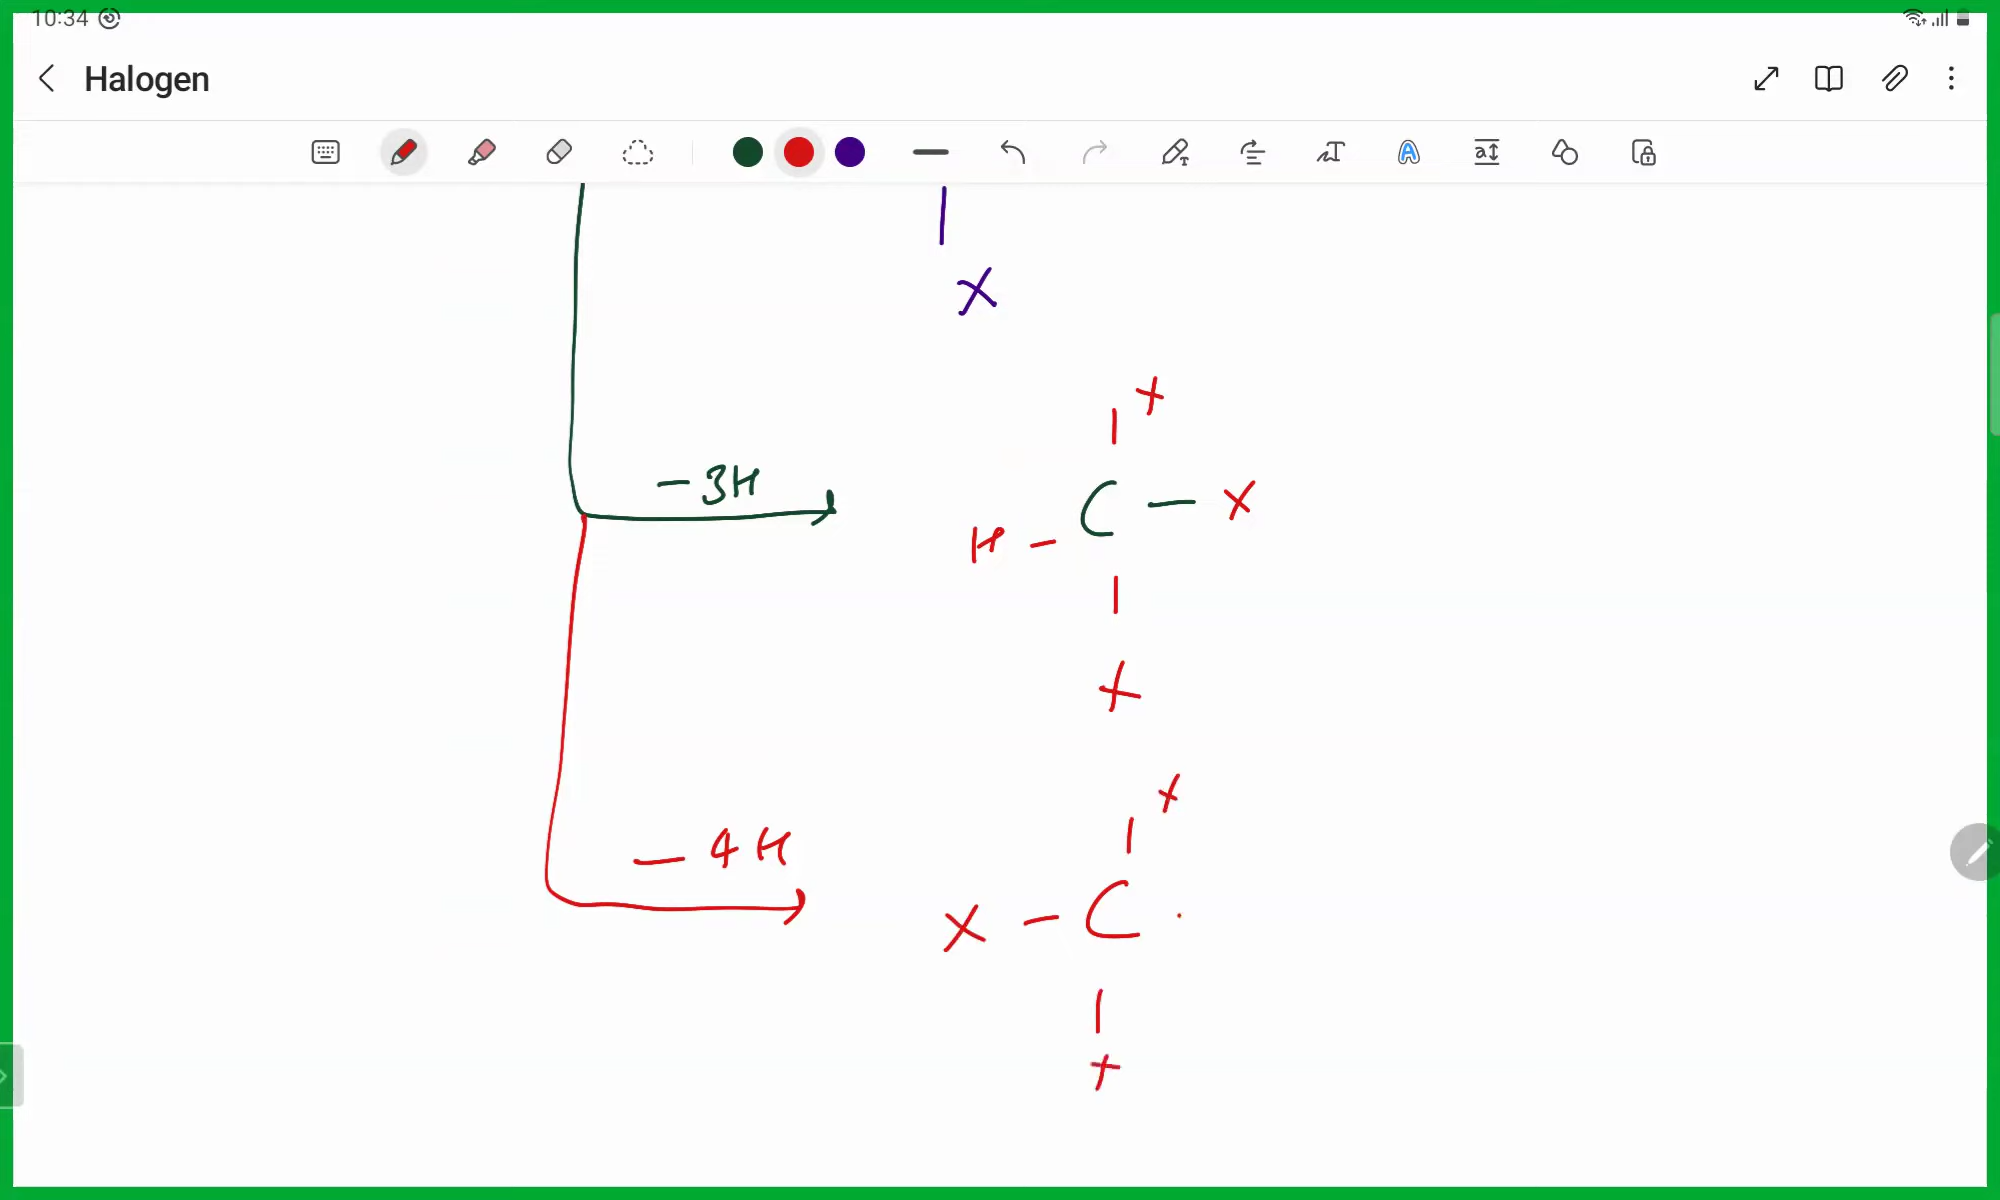 10:34
Halogen
X
X
- 3H
C - X
H -
X
X
- 4H
X - C
X